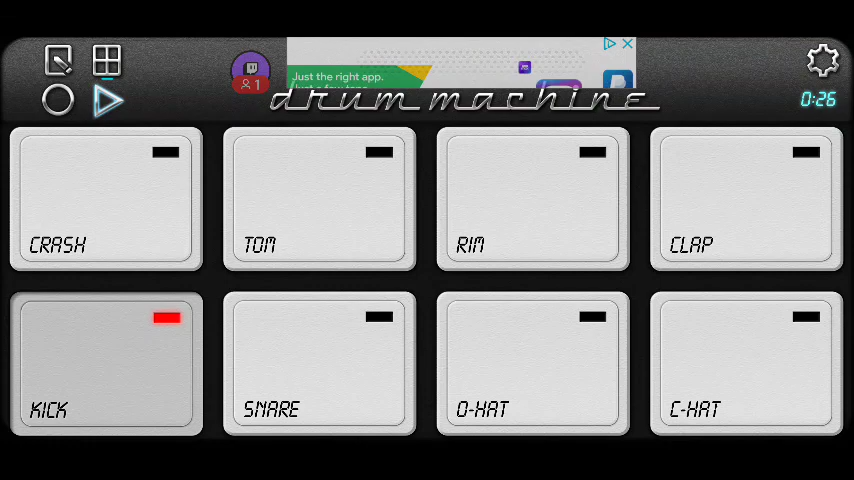 Just the right app.
1
drum machine
0:26
CRASH
TOM
RIM
CLAP
KICK
SNARE
O-HAT
C-HAT